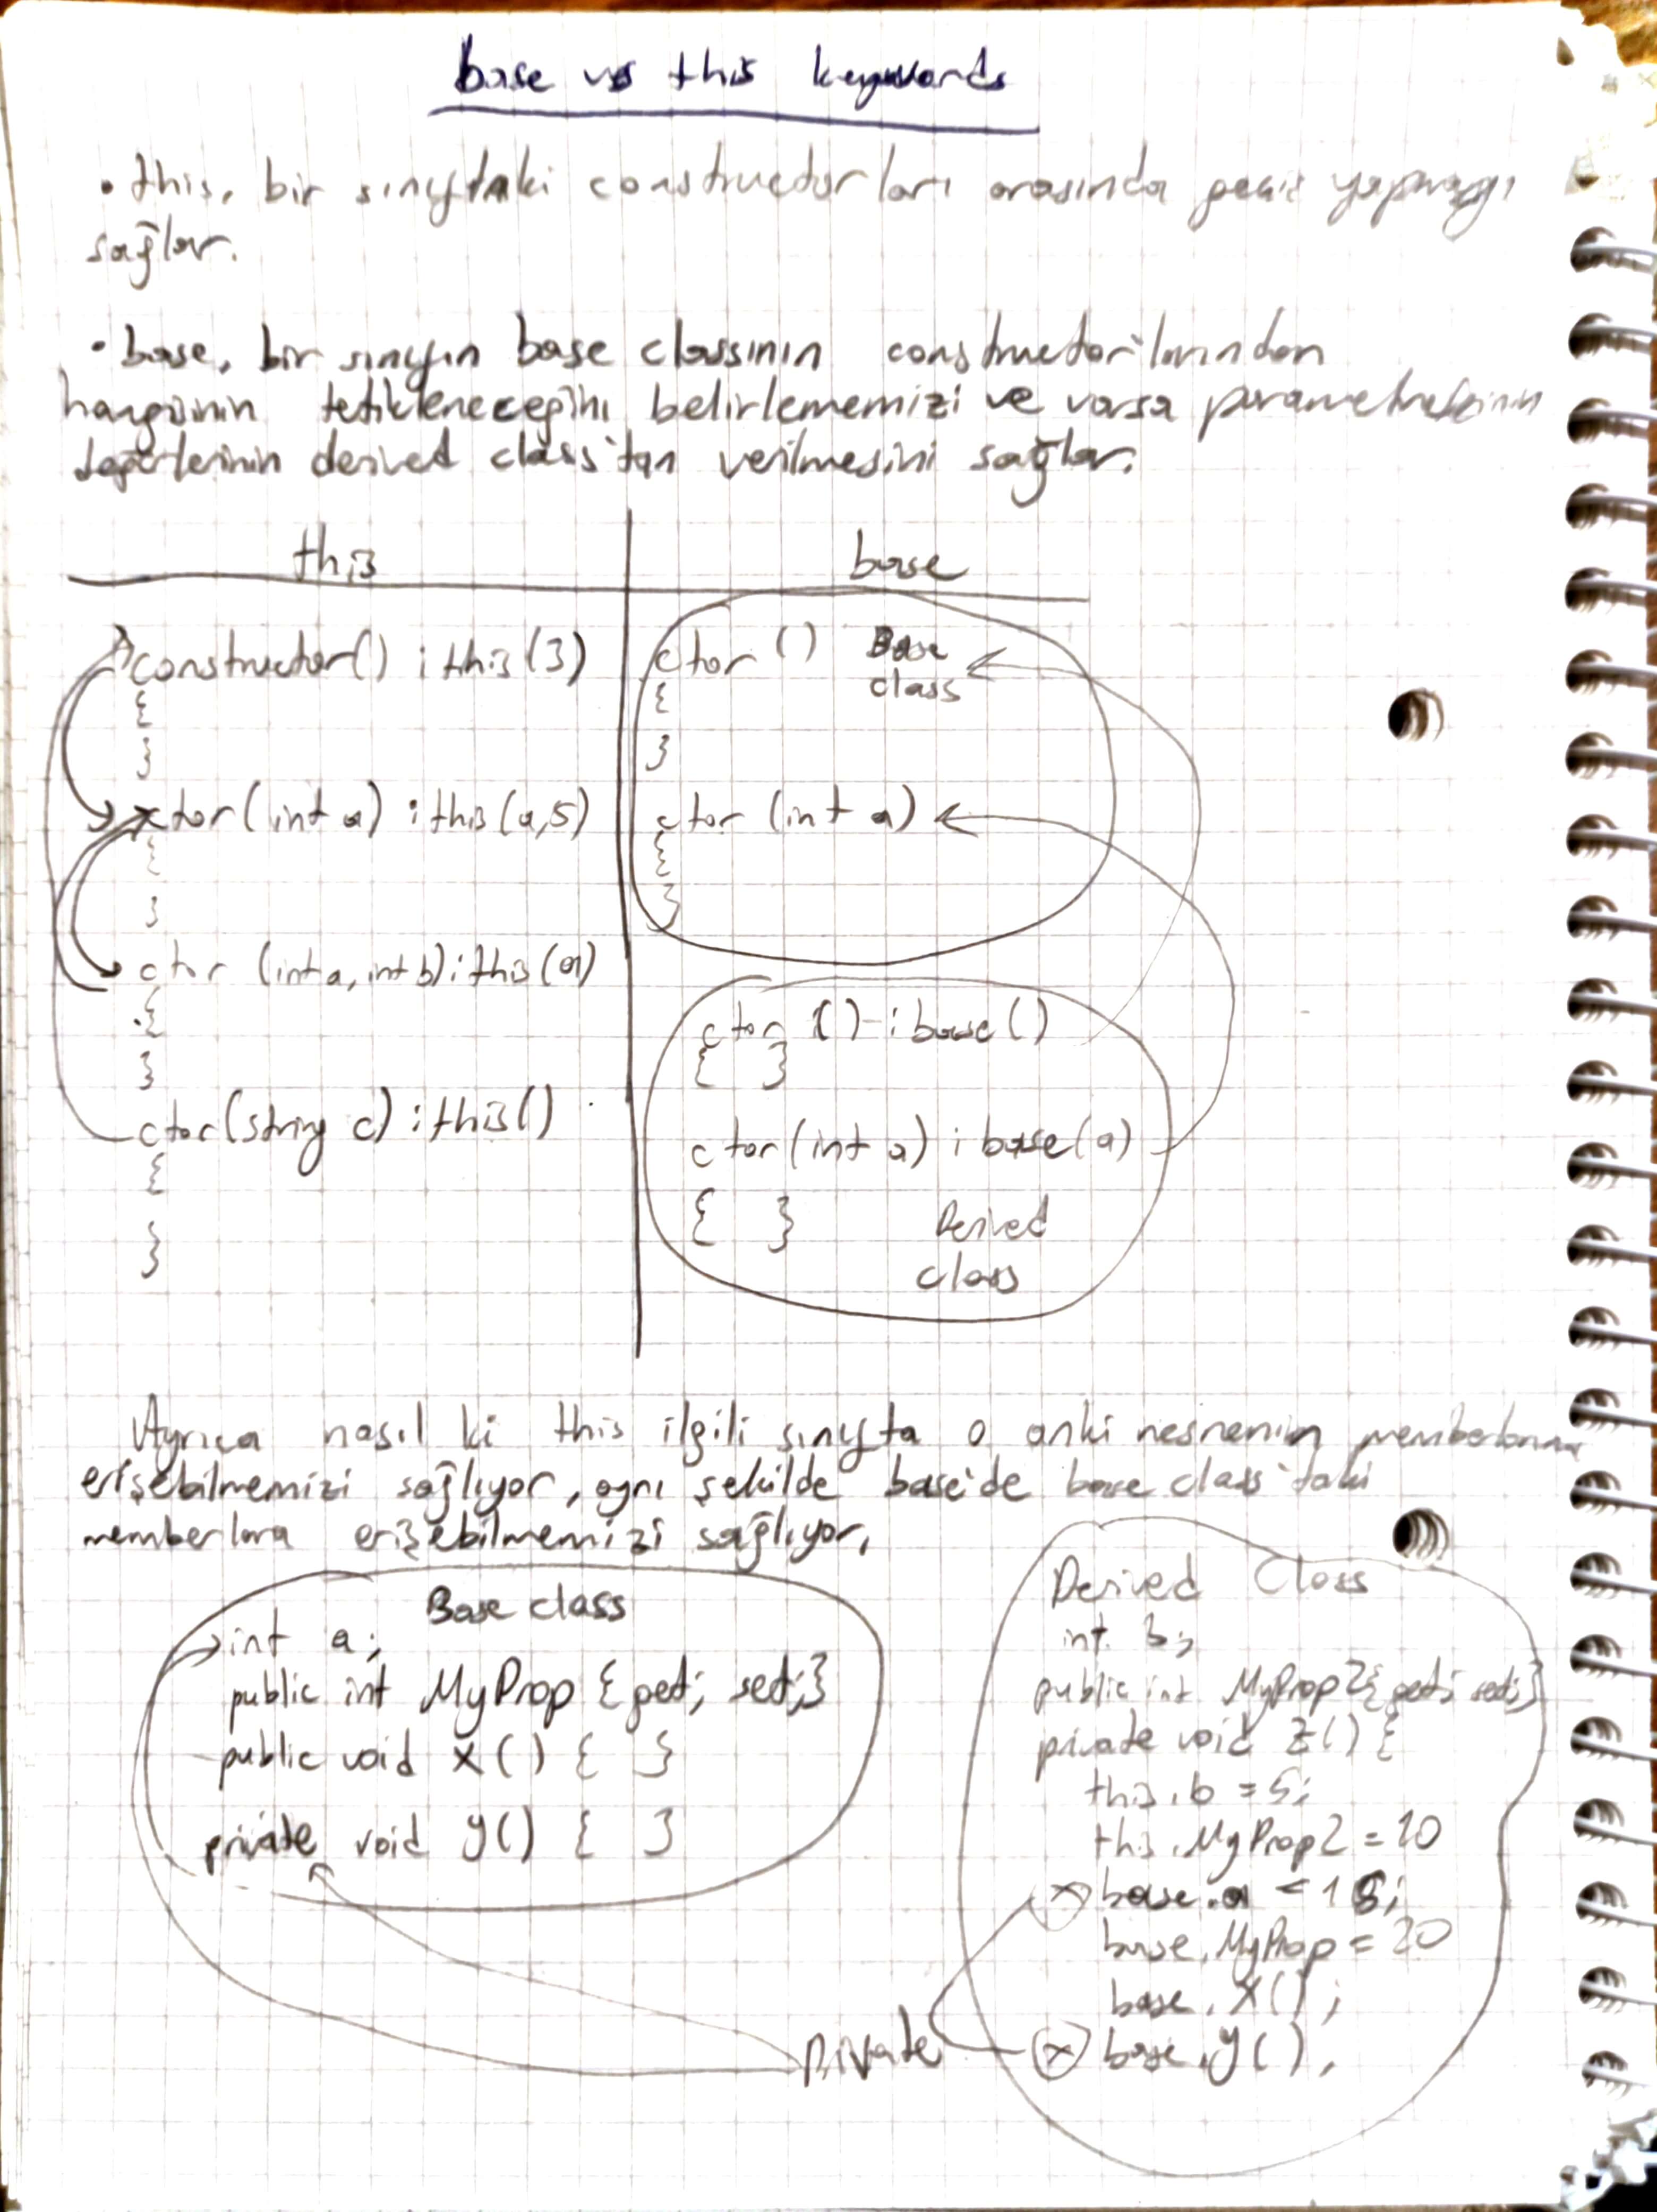 base vs this keywords
• this, bir sınıftaki constructorları arasında geçiş yapmayı
sağlar.
• base, bir sınıfın base classının constructor'larından
hangisinin tetikleneceğini belirlememizi ve varsa parametrelerinin
değerlerinin derived class'tan verilmesini sağlar.
this
constructor() : this(3)
{
}
ctor(int a) : this(a,5)
{
}
ctor (int a, int b) : this(a)
{
}
ctor(string c) : this()
{
}
base
ctor () Base
class
{
}
ctor (int a)
{
}
ctor () : base()
{ }
ctor(int a) : base(a)
{ } Derived
class
Ayrıca nasıl ki this ilgili sınıfta o anki nesnenin memberlarına
erişebilmemizi sağlıyor, aynı şekilde base'de base class'taki
memberlara erişebilmemizi sağlıyor.
Base class
int a;
public int MyProp {get; set;}
public void X() { }
private void y() { }
Derived Class
int b;
public int MyProp2{get; set;}
private void Z() {
this.b = 5;
this.MyProp2 = 10
x base.a = 15;
base.MyProp = 20
base.X();
x base.y();
private